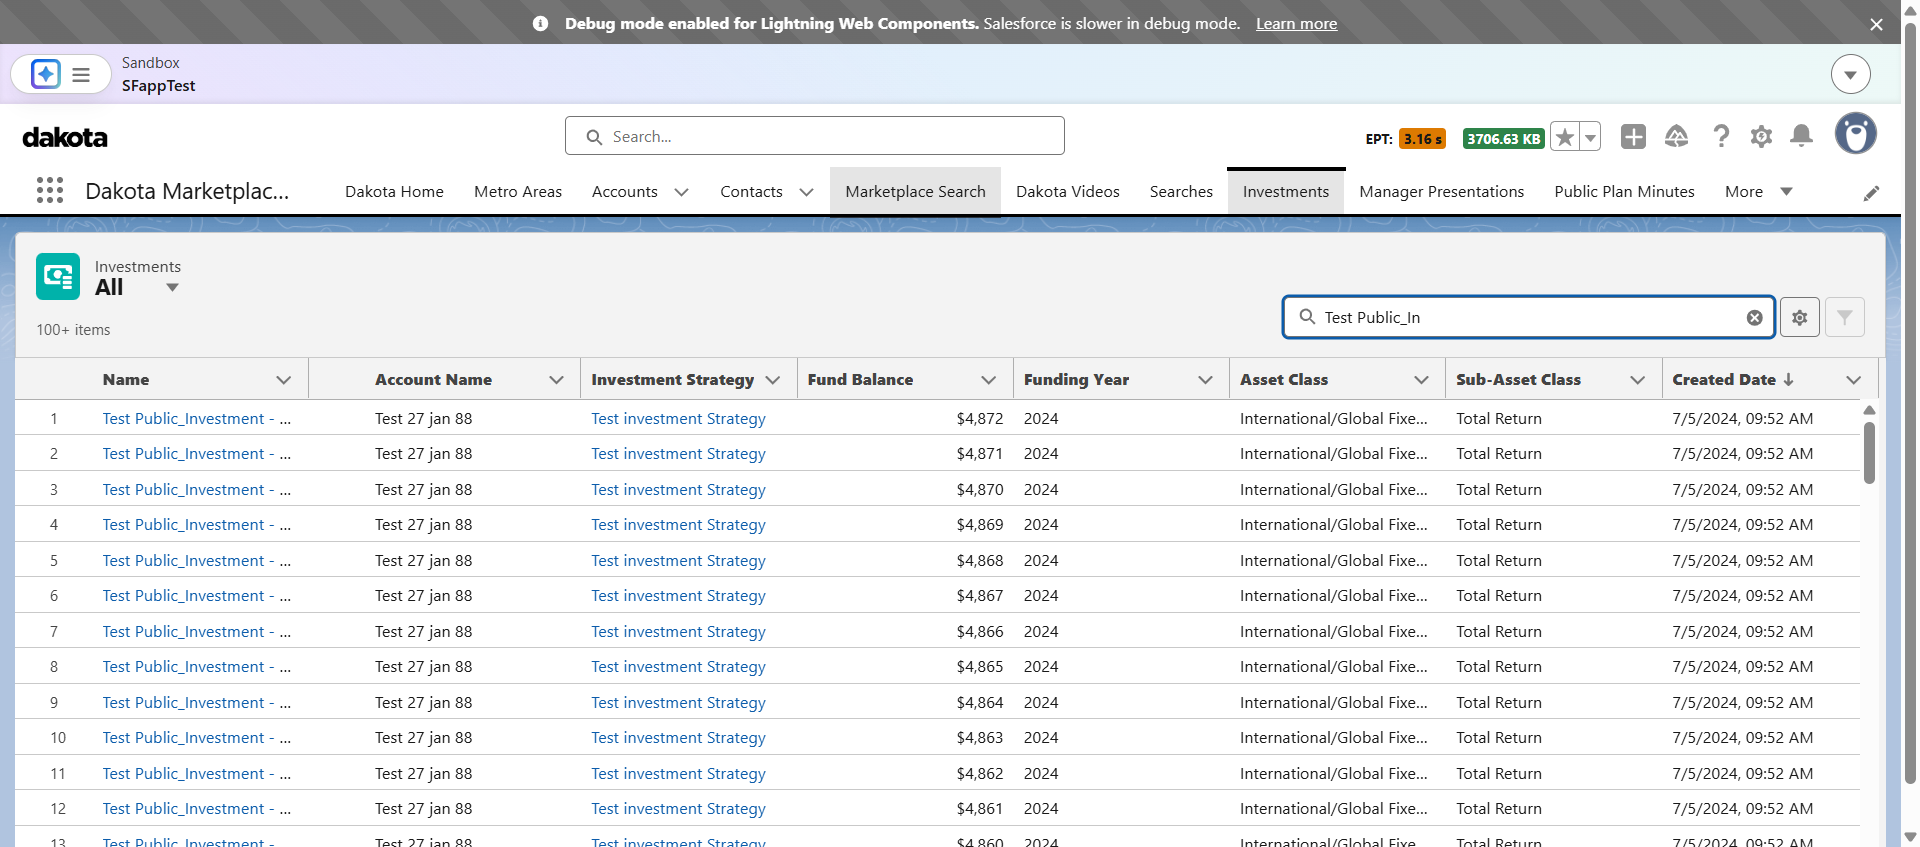 Debug mode enabled for Lightning Web Components. Salesforce is slower in debug mode. Learn more
Sandbox
SFappTest
dakota
Search...
EPT: 3.16 s 3706.63 KB
Dakota Marketplac... Dakota Home Metro Areas Accounts Contacts Marketplace Search Dakota Videos Searches Investments Manager Presentations Public Plan Minutes More
Investments
All
100+ items
Test Public_In
Name Account Name Investment Strategy Fund Balance Funding Year Asset Class Sub-Asset Class Created Date
1 Test Public_Investment - ... Test 27 jan 88 Test investment Strategy $4,872 2024 International/Global Fixe... Total Return 7/5/2024, 09:52 AM
2 Test Public_Investment - ... Test 27 jan 88 Test investment Strategy $4,871 2024 International/Global Fixe... Total Return 7/5/2024, 09:52 AM
3 Test Public_Investment - ... Test 27 jan 88 Test investment Strategy $4,870 2024 International/Global Fixe... Total Return 7/5/2024, 09:52 AM
4 Test Public_Investment - ... Test 27 jan 88 Test investment Strategy $4,869 2024 International/Global Fixe... Total Return 7/5/2024, 09:52 AM
5 Test Public_Investment - ... Test 27 jan 88 Test investment Strategy $4,868 2024 International/Global Fixe... Total Return 7/5/2024, 09:52 AM
6 Test Public_Investment - ... Test 27 jan 88 Test investment Strategy $4,867 2024 International/Global Fixe... Total Return 7/5/2024, 09:52 AM
7 Test Public_Investment - ... Test 27 jan 88 Test investment Strategy $4,866 2024 International/Global Fixe... Total Return 7/5/2024, 09:52 AM
8 Test Public_Investment - ... Test 27 jan 88 Test investment Strategy $4,865 2024 International/Global Fixe... Total Return 7/5/2024, 09:52 AM
9 Test Public_Investment - ... Test 27 jan 88 Test investment Strategy $4,864 2024 International/Global Fixe... Total Return 7/5/2024, 09:52 AM
10 Test Public_Investment - ... Test 27 jan 88 Test investment Strategy $4,863 2024 International/Global Fixe... Total Return 7/5/2024, 09:52 AM
11 Test Public_Investment - ... Test 27 jan 88 Test investment Strategy $4,862 2024 International/Global Fixe... Total Return 7/5/2024, 09:52 AM
12 Test Public_Investment - ... Test 27 jan 88 Test investment Strategy $4,861 2024 International/Global Fixe... Total Return 7/5/2024, 09:52 AM
13 Test Public_Investment - ... Test 27 jan 88 Test investment Strategy $4,860 2024 International/Global Fixe... Total Return 7/5/2024, 09:52 AM